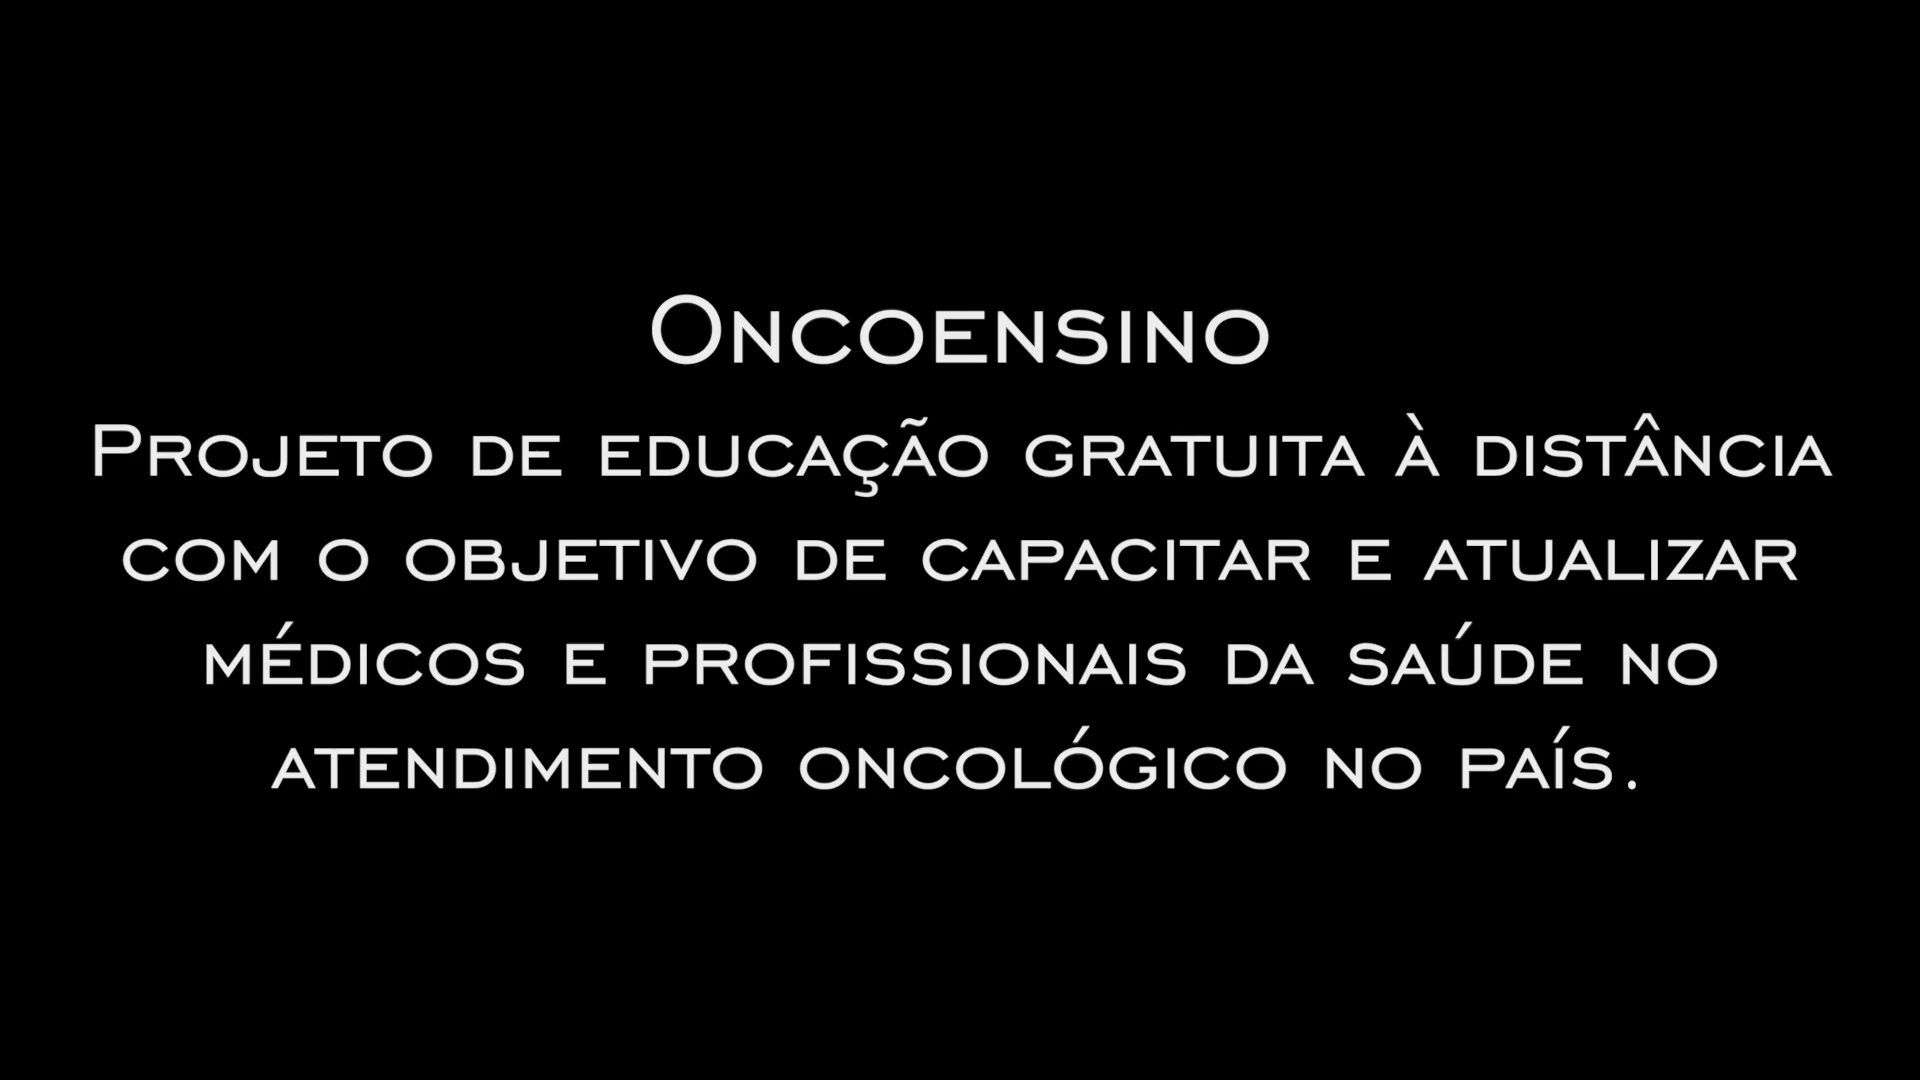 Oncoensino
Projeto de educação gratuita à distância
com o objetivo de capacitar e atualizar
médicos e profissionais da saúde no
atendimento oncológico no país.